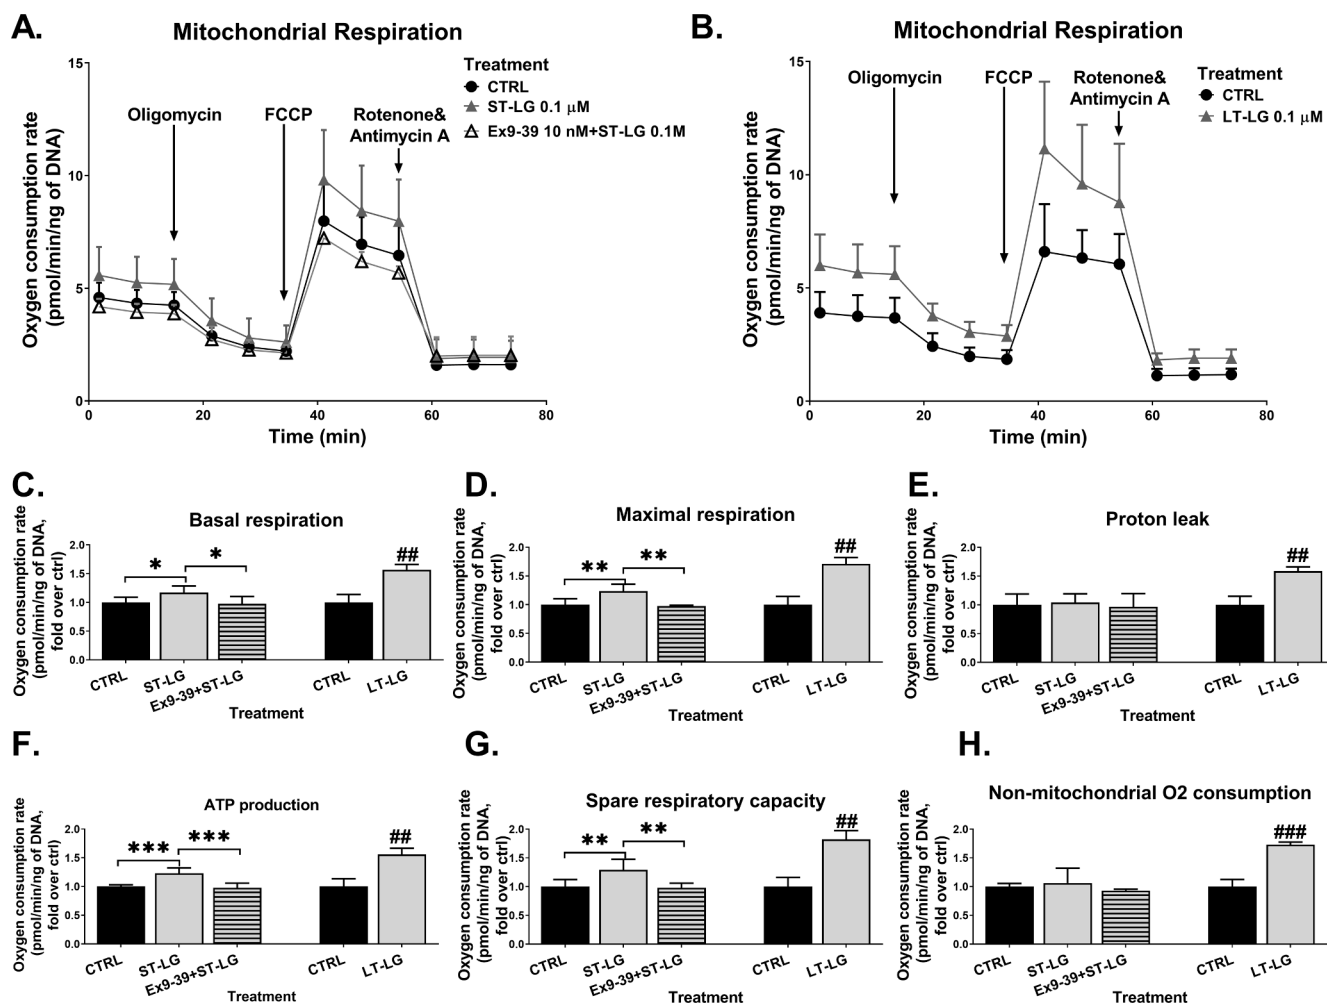 A.
Mitochondrial Respiration
Oxygen consumption rate
(pmol/min/ng of DNA)
15
10
5
0
0 20 40 60 80
Time (min)
Oligomycin
FCCP
Rotenone&
Antimycin A
Treatment
CTRL
ST-LG 0.1 μM
Ex9-39 10 nM+ST-LG 0.1M
B.
Mitochondrial Respiration
Oxygen consumption rate
(pmol/min/ng of DNA)
15
10
5
0
0 20 40 60 80
Time (min)
Oligomycin
FCCP
Rotenone&
Antimycin A
Treatment
CTRL
LT-LG 0.1 μM
C.
Basal respiration
Oxygen consumption rate
(pmol/min/ng of DNA,
fold over ctrl)
2.0
1.5
1.0
0.5
0.0
* * ##
CTRL ST-LG Ex9-39+ST-LG CTRL LT-LG
Treatment
D.
Maximal respiration
Oxygen consumption rate
(pmol/min/ng of DNA,
fold over ctrl)
2.0
1.5
1.0
0.5
0.0
** ** ##
CTRL ST-LG Ex9-39+ST-LG CTRL LT-LG
Treatment
E.
Proton leak
Oxygen consumption rate
(pmol/min/ng of DNA,
fold over ctrl)
2.0
1.5
1.0
0.5
0.0
##
CTRL ST-LG Ex9-39+ST-LG CTRL LT-LG
Treatment
F.
ATP production
Oxygen consumption rate
(pmol/min/ng of DNA,
fold over ctrl)
2.0
1.5
1.0
0.5
0.0
*** *** ##
CTRL ST-LG Ex9-39+ST-LG CTRL LT-LG
Treatment
G.
Spare respiratory capacity
Oxygen consumption rate
(pmol/min/ng of DNA,
fold over ctrl)
2.0
1.5
1.0
0.5
0.0
** ** ##
CTRL ST-LG Ex9-39+ST-LG CTRL LT-LG
Treatment
H.
Non-mitochondrial O2 consumption
Oxygen consumption rate
(pmol/min/ng of DNA,
fold over ctrl)
2.0
1.5
1.0
0.5
0.0
###
CTRL ST-LG Ex9-39+ST-LG CTRL LT-LG
Treatment